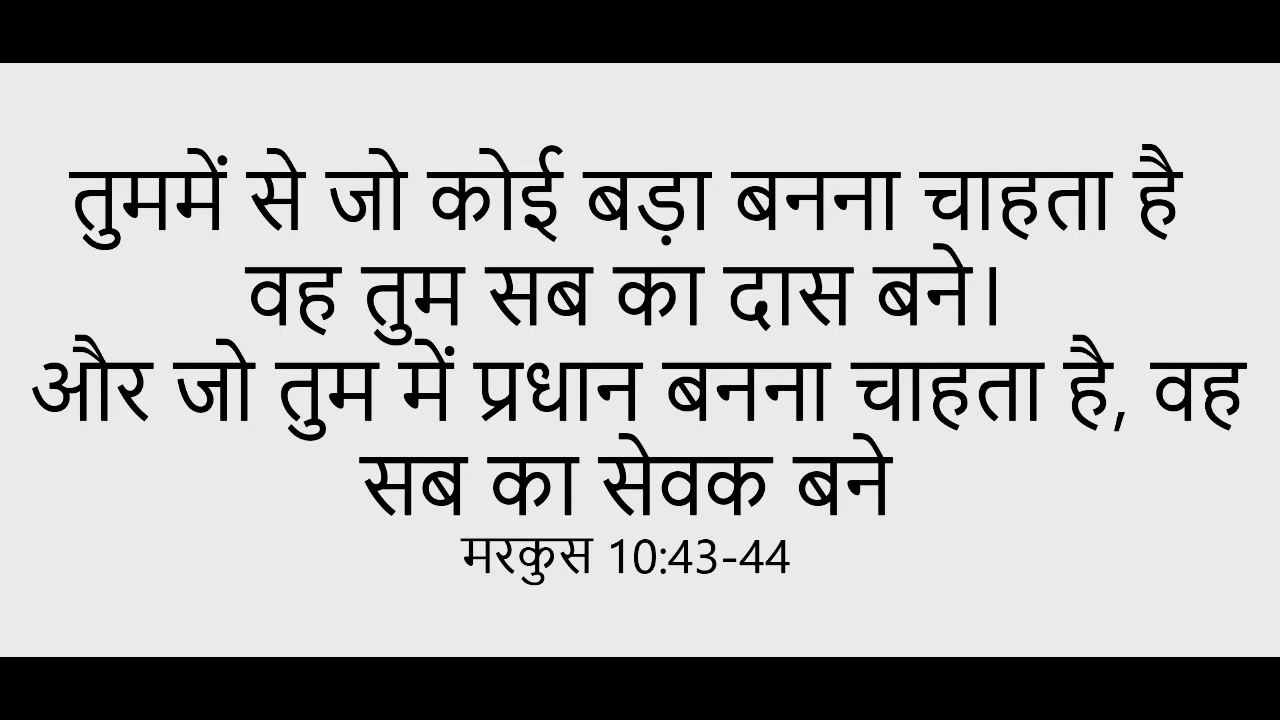 तुममें से जो कोई बड़ा बनना चाहता है
वह तुम सब का दास बने।
और जो तुम में प्रधान बनना चाहता है, वह
सब का सेवक बने
मरकुस 10:43-44